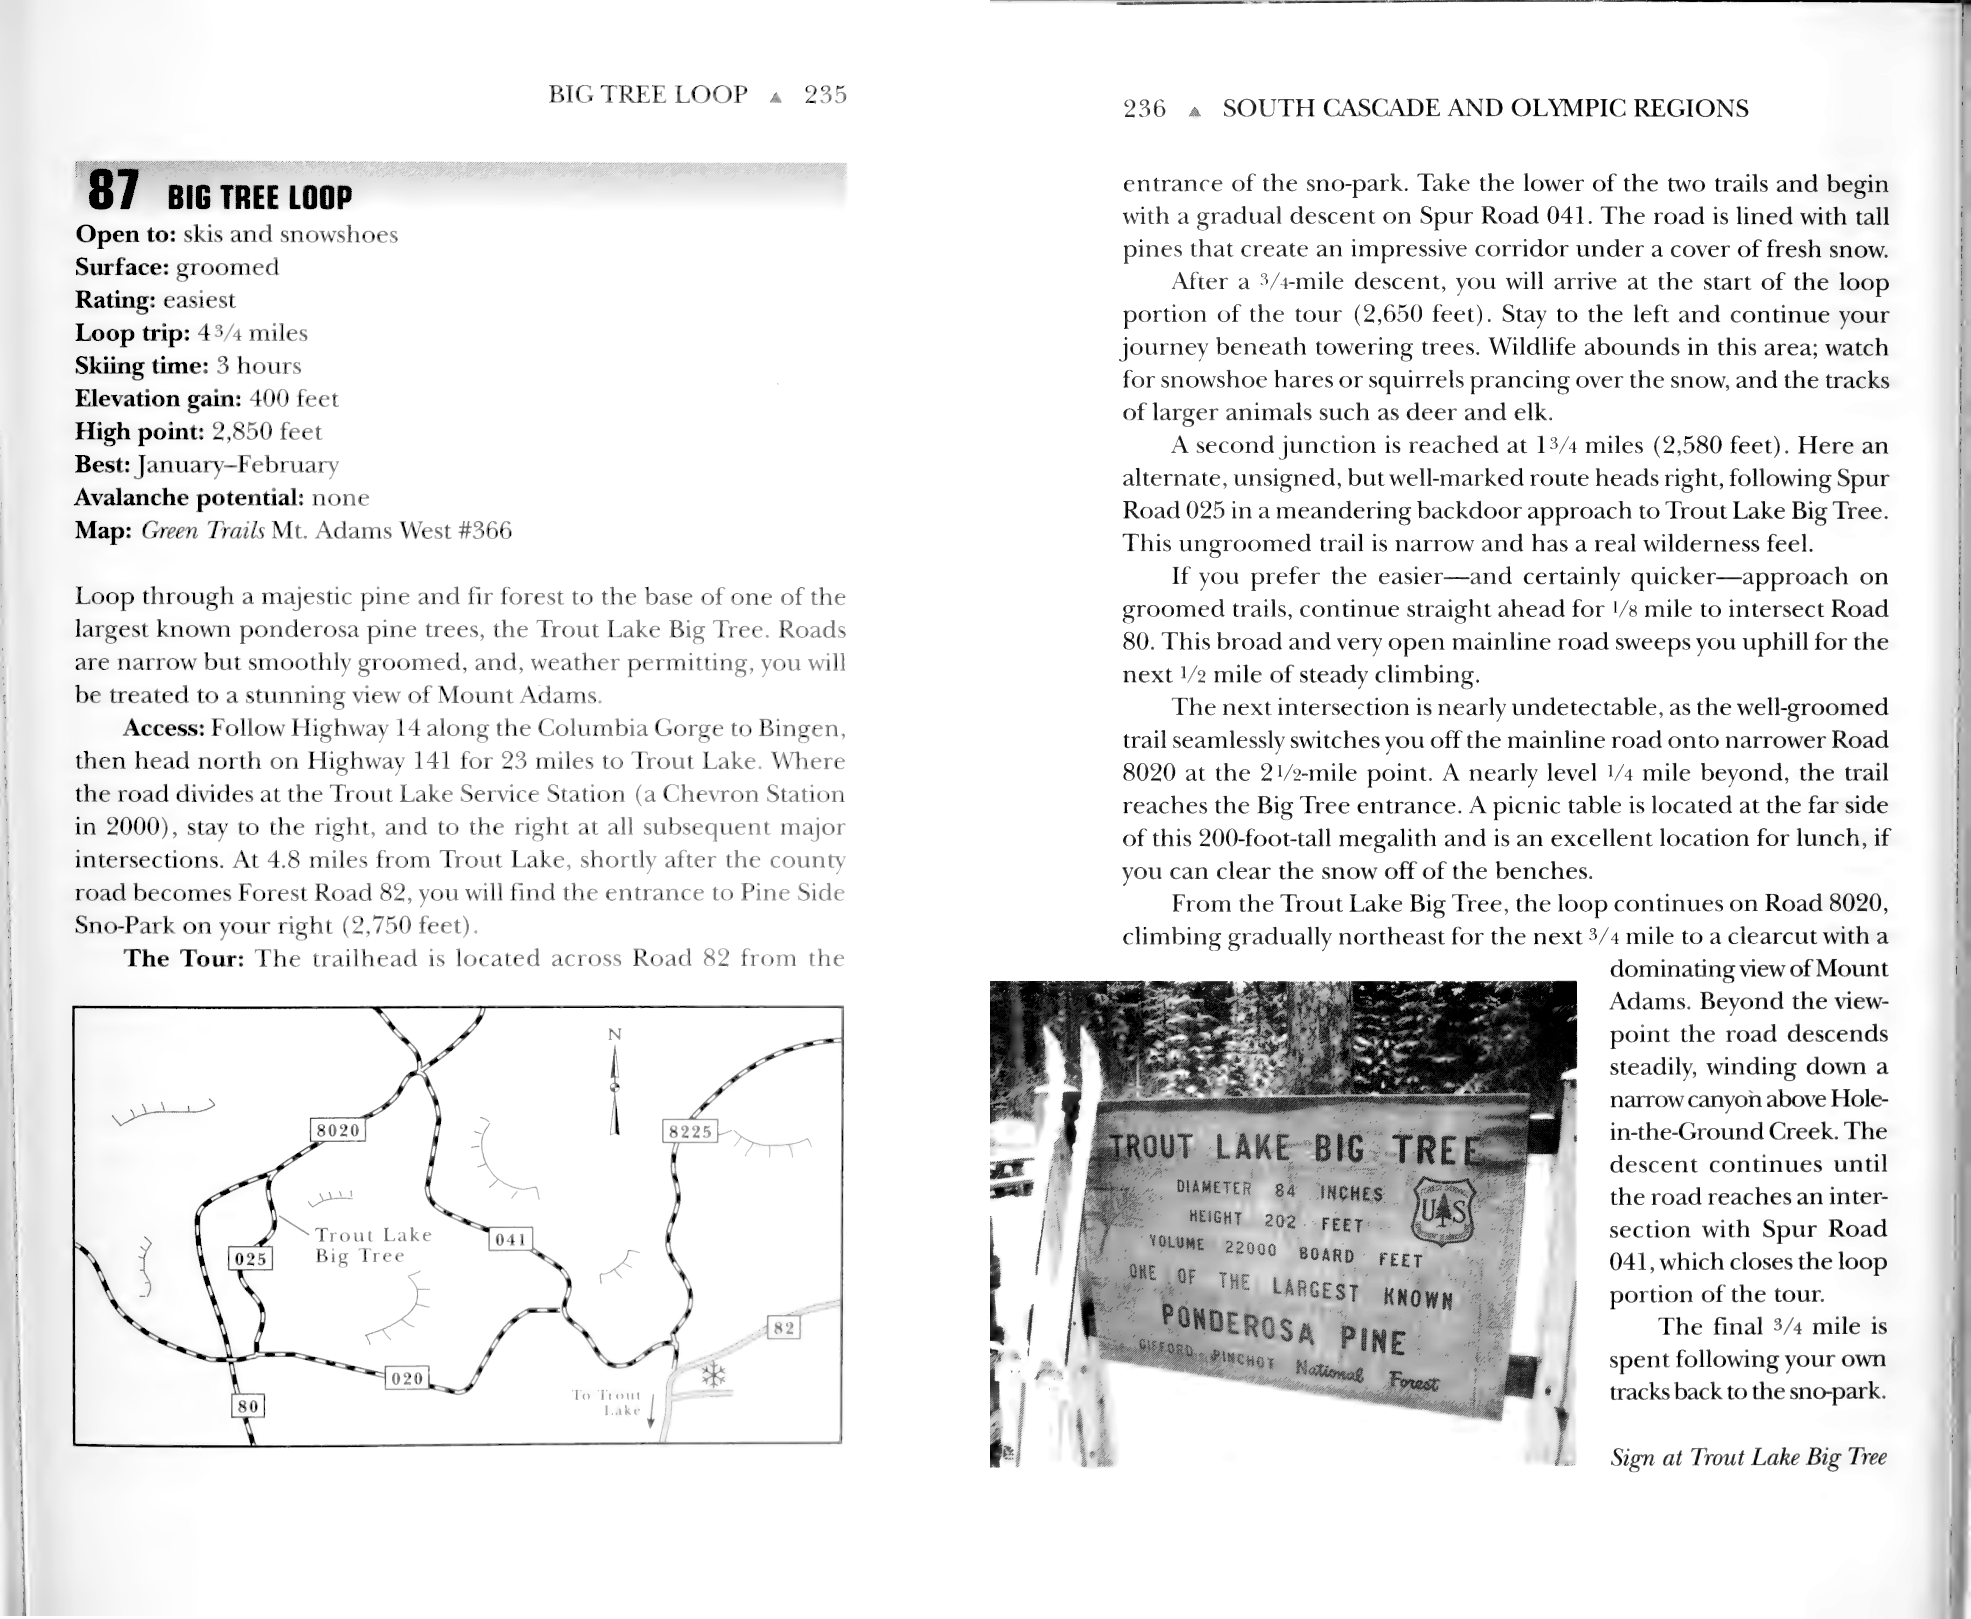 BIG TREE LOOP ▲ 235
87 BIG TREE LOOP
Open to: skis and snowshoes
Surface: groomed
Rating: easiest
Loop trip: 4 3/4 miles
Skiing time: 3 hours
Elevation gain: 400 feet
High point: 2,850 feet
Best: January–February
Avalanche potential: none
Map: Green Trails Mt. Adams West #366
Loop through a majestic pine and fir forest to the base of one of the
largest known ponderosa pine trees, the Trout Lake Big Tree. Roads
are narrow but smoothly groomed, and, weather permitting, you will
be treated to a stunning view of Mount Adams.
Access: Follow Highway 14 along the Columbia Gorge to Bingen,
then head north on Highway 141 for 23 miles to Trout Lake. Where
the road divides at the Trout Lake Service Station (a Chevron Station
in 2000), stay to the right, and to the right at all subsequent major
intersections. At 4.8 miles from Trout Lake, shortly after the county
road becomes Forest Road 82, you will find the entrance to Pine Side
Sno-Park on your right (2,750 feet).
The Tour: The trailhead is located across Road 82 from the
N
8020
8225
Trout Lake
Big Tree
025
041
82
020
80
To Trout
Lake
236 ▲ SOUTH CASCADE AND OLYMPIC REGIONS
entrance of the sno-park. Take the lower of the two trails and begin
with a gradual descent on Spur Road 041. The road is lined with tall
pines that create an impressive corridor under a cover of fresh snow.
After a 3/4-mile descent, you will arrive at the start of the loop
portion of the tour (2,650 feet). Stay to the left and continue your
journey beneath towering trees. Wildlife abounds in this area; watch
for snowshoe hares or squirrels prancing over the snow, and the tracks
of larger animals such as deer and elk.
A second junction is reached at 1 3/4 miles (2,580 feet). Here an
alternate, unsigned, but well-marked route heads right, following Spur
Road 025 in a meandering backdoor approach to Trout Lake Big Tree.
This ungroomed trail is narrow and has a real wilderness feel.
If you prefer the easier—and certainly quicker—approach on
groomed trails, continue straight ahead for 1/8 mile to intersect Road
80. This broad and very open mainline road sweeps you uphill for the
next 1/2 mile of steady climbing.
The next intersection is nearly undetectable, as the well-groomed
trail seamlessly switches you off the mainline road onto narrower Road
8020 at the 2 1/2-mile point. A nearly level 1/4 mile beyond, the trail
reaches the Big Tree entrance. A picnic table is located at the far side
of this 200-foot-tall megalith and is an excellent location for lunch, if
you can clear the snow off of the benches.
From the Trout Lake Big Tree, the loop continues on Road 8020,
climbing gradually northeast for the next 3/4 mile to a clearcut with a
dominating view of Mount
Adams. Beyond the view-
point the road descends
steadily, winding down a
narrow canyon above Hole-
in-the-Ground Creek. The
descent continues until
the road reaches an inter-
section with Spur Road
041, which closes the loop
portion of the tour.
The final 3/4 mile is
spent following your own
tracks back to the sno-park.
TROUT LAKE BIG TREE
DIAMETER 84 INCHES
HEIGHT 202 FEET
VOLUME 22000 BOARD FEET
ONE OF THE LARGEST KNOWN
PONDEROSA PINE
GIFFORD PINCHOT National Forest
US
Sign at Trout Lake Big Tree